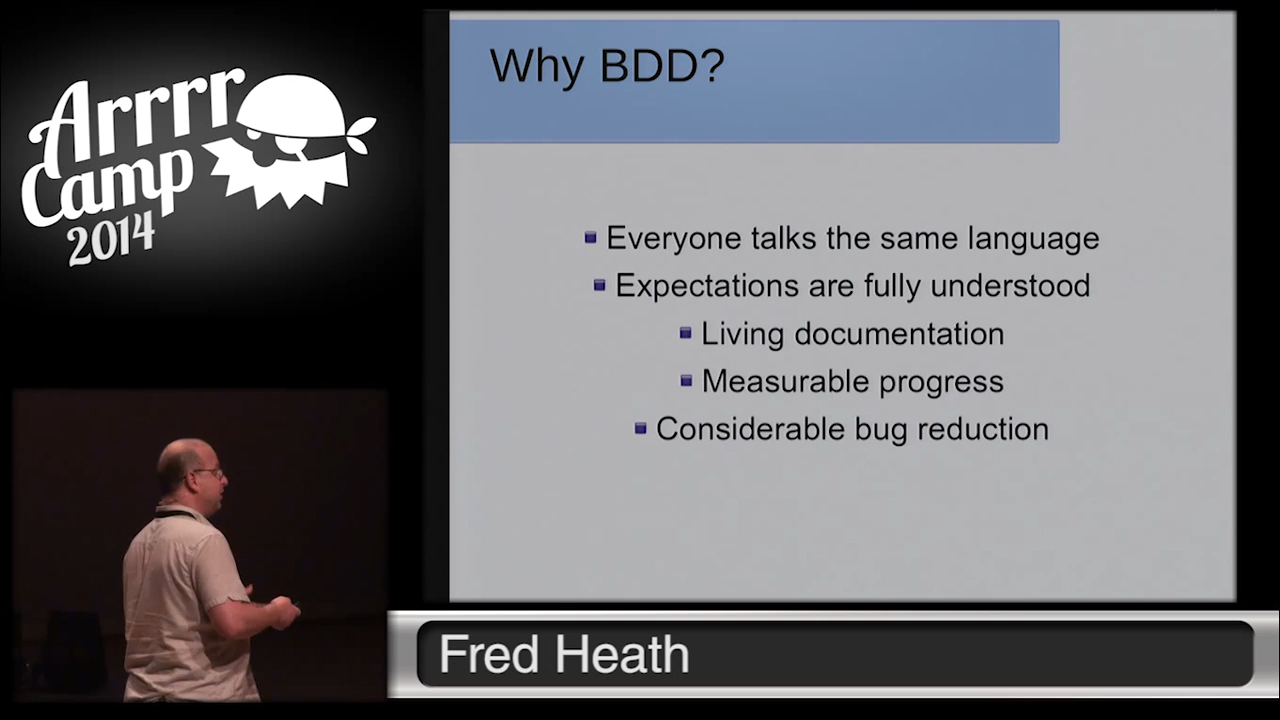 Arrrr
Camp
2014
Why BDD?
Everyone talks the same language
Expectations are fully understood
Living documentation
Measurable progress
Considerable bug reduction
Fred Heath